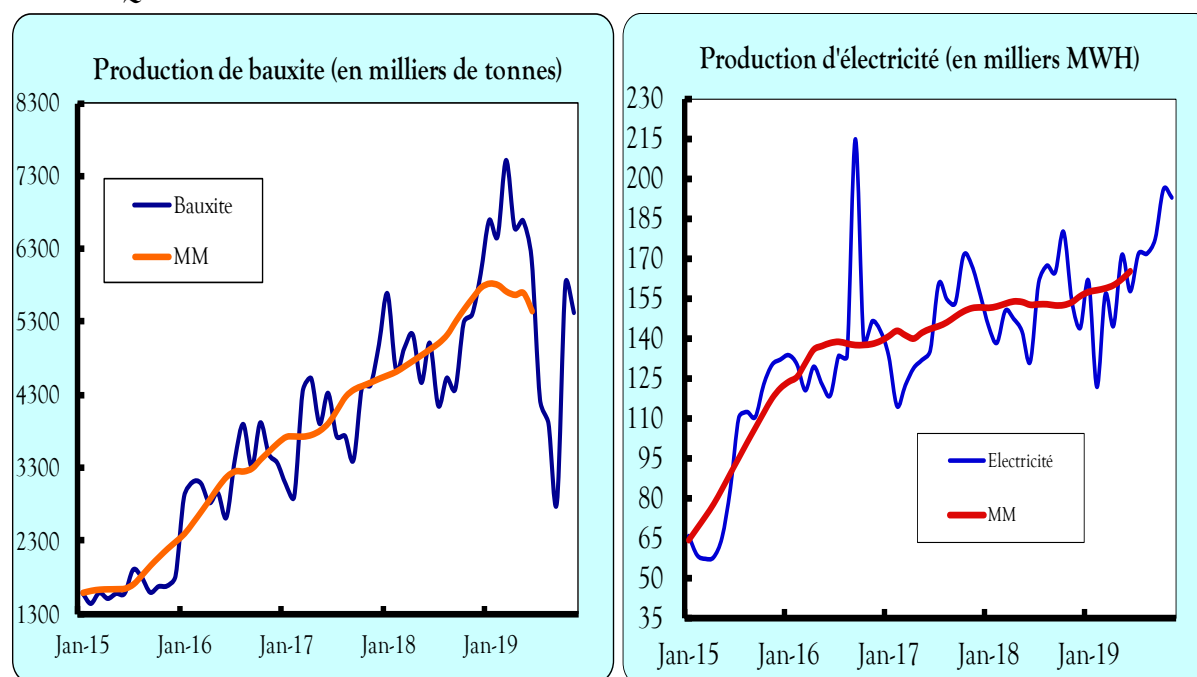 Production de bauxite (en milliers de tonnes)
8300
7300
6300
5300
4300
3300
2300
1300
Bauxite
MM
Jan-15 Jan-16 Jan-17 Jan-18 Jan-19
Production d'électricité (en milliers MWH)
230
215
200
185
170
155
140
125
110
95
80
65
50
35
Electricité
MM
Jan-15 Jan-16 Jan-17 Jan-18 Jan-19